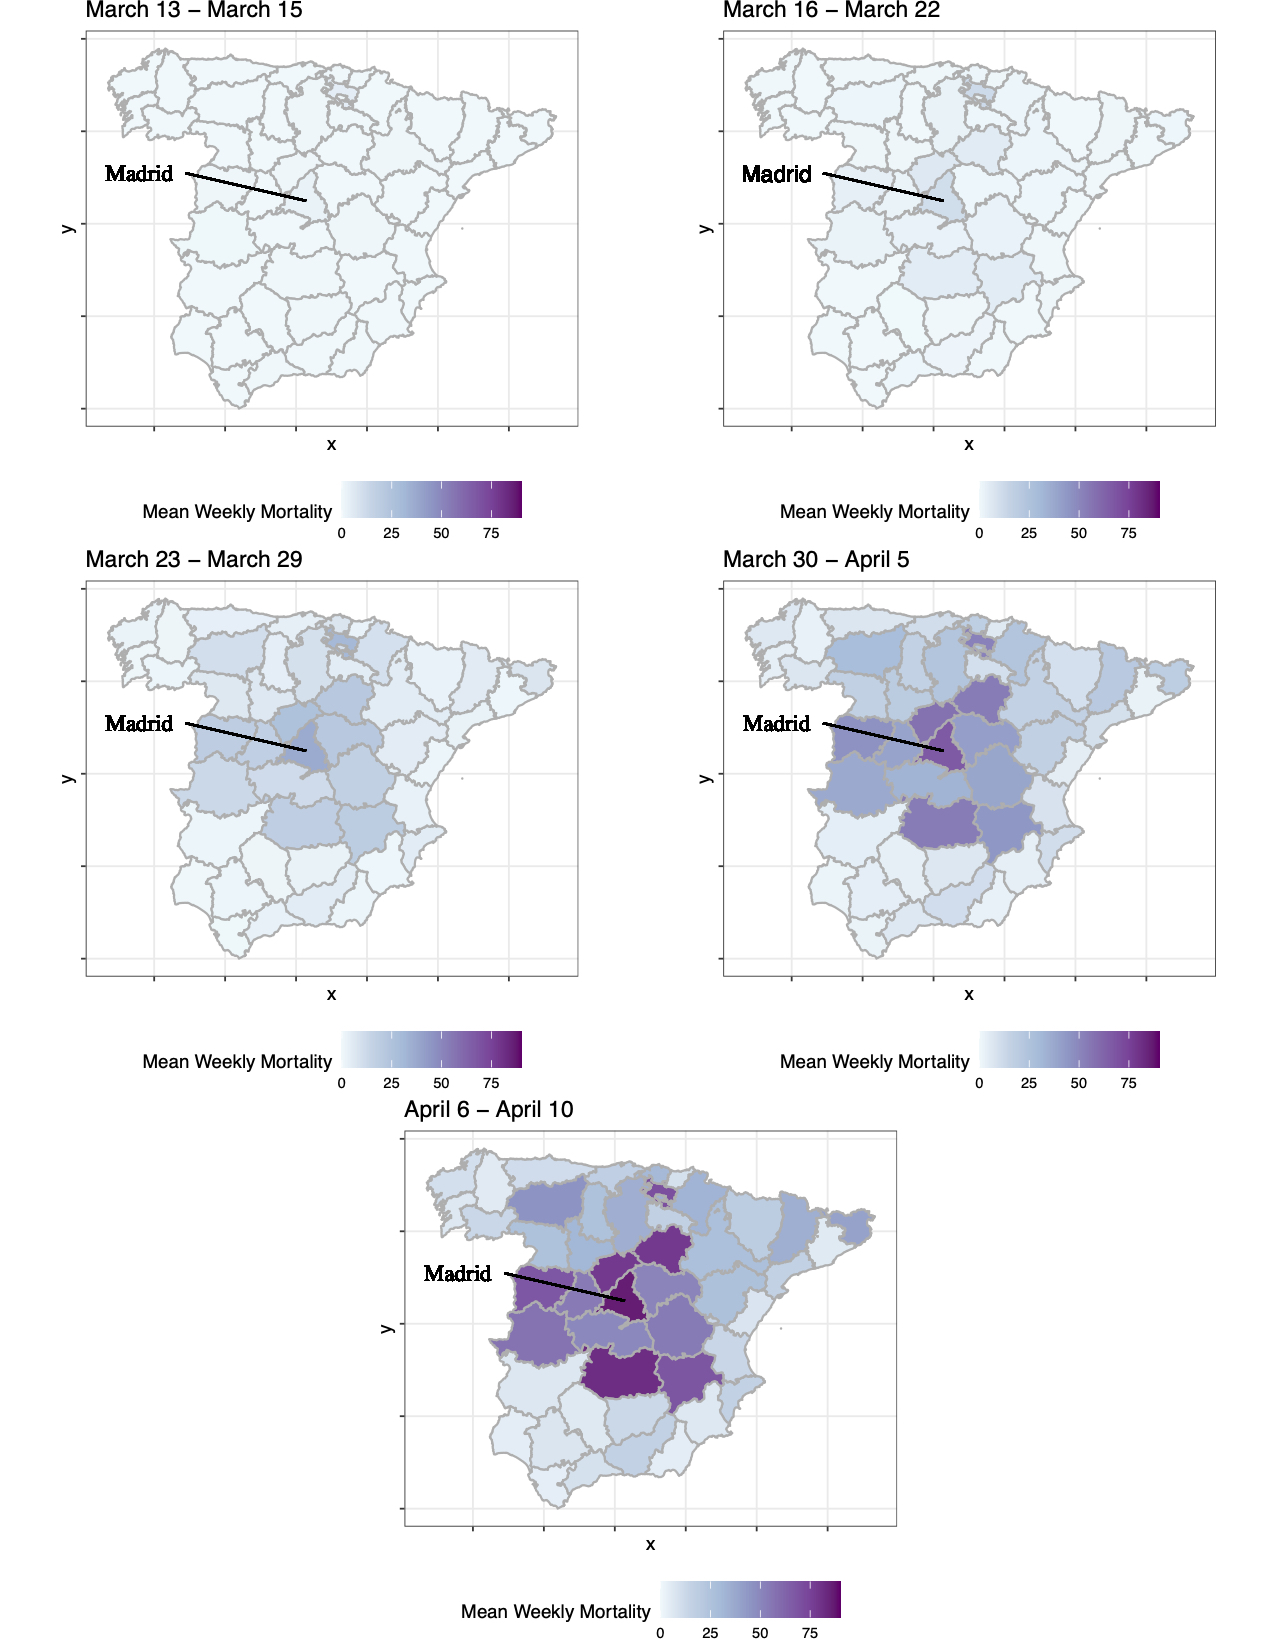 March 13 – March 15
Madrid
y
x
Mean Weekly Mortality
0 25 50 75
March 16 – March 22
Madrid
y
x
Mean Weekly Mortality
0 25 50 75
March 23 – March 29
Madrid
y
x
Mean Weekly Mortality
0 25 50 75
March 30 – April 5
Madrid
y
x
Mean Weekly Mortality
0 25 50 75
April 6 – April 10
Madrid
y
x
Mean Weekly Mortality
0 25 50 75